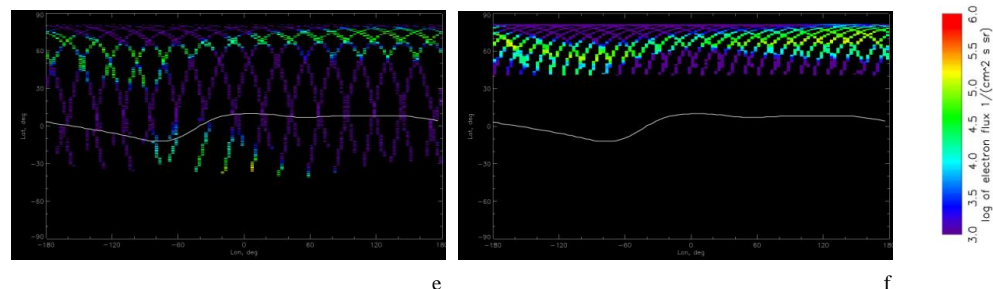 90
60
30
0
−30
−60
−90
−180 −120 −60 0 60 120 180
Lat, deg
Lon, deg
e
90
60
30
0
−30
−60
−90
−180 −120 −60 0 60 120 180
Lat, deg
Lon, deg
f
3.0 3.5 4.0 4.5 5.0 5.5 6.0
log of electron flux 1/(cm^2 s sr)